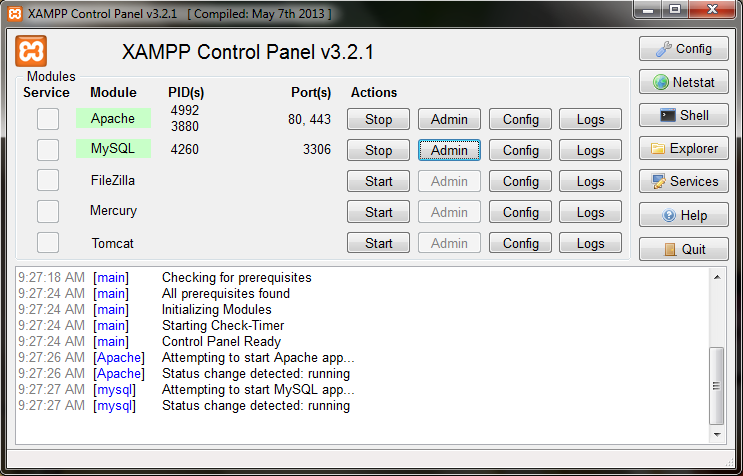 XAMPP Control Panel v3.2.1 [ Compiled: May 7th 2013 ]
XAMPP Control Panel v3.2.1
Config
Modules
Service Module PID(s) Port(s) Actions
Netstat
Apache 4992 3880 80, 443 Stop Admin Config Logs
Shell
MySQL 4260 3306 Stop Admin Config Logs
Explorer
FileZilla Start Admin Config Logs
Services
Mercury Start Admin Config Logs
Help
Tomcat Start Admin Config Logs
Quit
9:27:18 AM [main] Checking for prerequisites
9:27:24 AM [main] All prerequisites found
9:27:24 AM [main] Initializing Modules
9:27:24 AM [main] Starting Check-Timer
9:27:24 AM [main] Control Panel Ready
9:27:26 AM [Apache] Attempting to start Apache app...
9:27:26 AM [Apache] Status change detected: running
9:27:27 AM [mysql] Attempting to start MySQL app...
9:27:27 AM [mysql] Status change detected: running